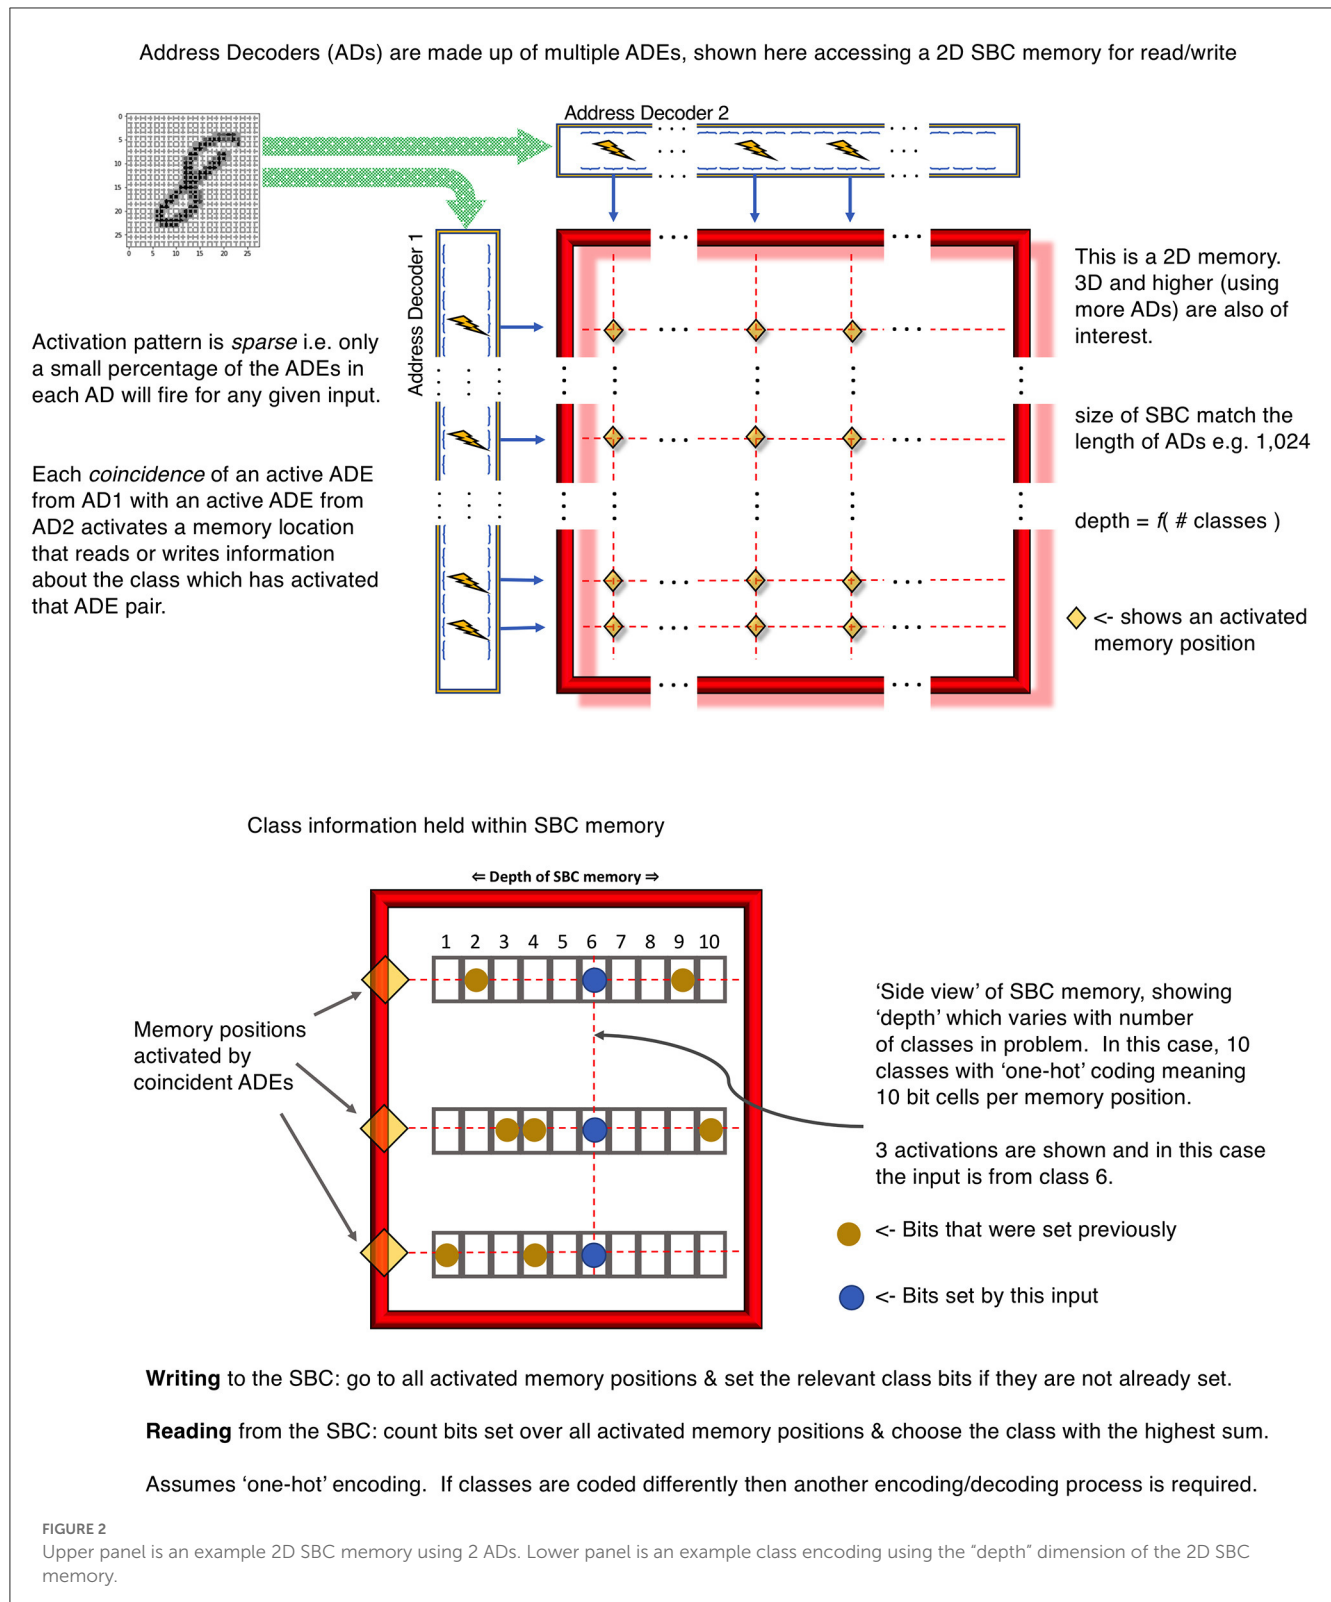 Address Decoders (ADs) are made up of multiple ADEs, shown here accessing a 2D SBC memory for read/write
Address Decoder 2
0
5
10
15
20
25
0 5 10 15 20 25
Address Decoder 1
This is a 2D memory.
3D and higher (using
more ADs) are also of
interest.
Activation pattern is sparse i.e. only
a small percentage of the ADEs in
each AD will fire for any given input.
size of SBC match the
length of ADs e.g. 1,024
Each coincidence of an active ADE
from AD1 with an active ADE from
AD2 activates a memory location
that reads or writes information
about the class which has activated
that ADE pair.
depth = f( # classes )
<- shows an activated
memory position
Class information held within SBC memory
⇐ Depth of SBC memory ⇒
1 2 3 4 5 6 7 8 9 10
Memory positions
activated by
coincident ADEs
‘Side view’ of SBC memory, showing
‘depth’ which varies with number
of classes in problem. In this case, 10
classes with ‘one-hot’ coding meaning
10 bit cells per memory position.
3 activations are shown and in this case
the input is from class 6.
<- Bits that were set previously
<- Bits set by this input
Writing to the SBC: go to all activated memory positions & set the relevant class bits if they are not already set.
Reading from the SBC: count bits set over all activated memory positions & choose the class with the highest sum.
Assumes ‘one-hot’ encoding. If classes are coded differently then another encoding/decoding process is required.
FIGURE 2
Upper panel is an example 2D SBC memory using 2 ADs. Lower panel is an example class encoding using the “depth” dimension of the 2D SBC
memory.